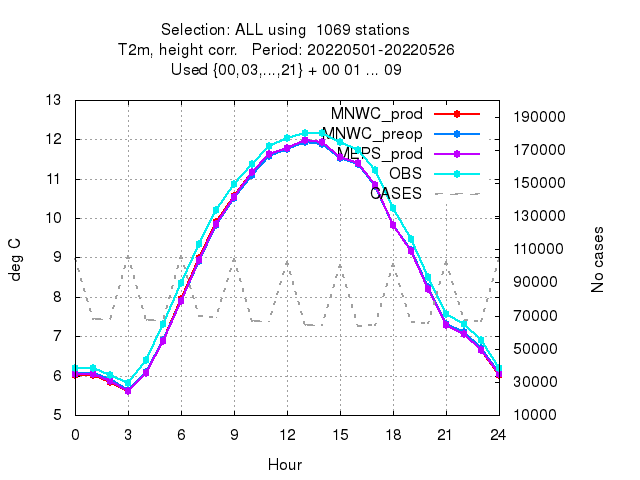 Selection: ALL using  1069 stations
T2m, height corr.   Period: 20220501-20220526
Used {00,03,...,21} + 00 01 ... 09
13
12
11
10
9
8
7
6
5
deg C
0
3
6
9
12
15
18
21
24
Hour
190000
170000
150000
130000
110000
90000
70000
50000
30000
10000
No cases
MNWC_prod
MNWC_preop
MEPS_prod
OBS
CASES